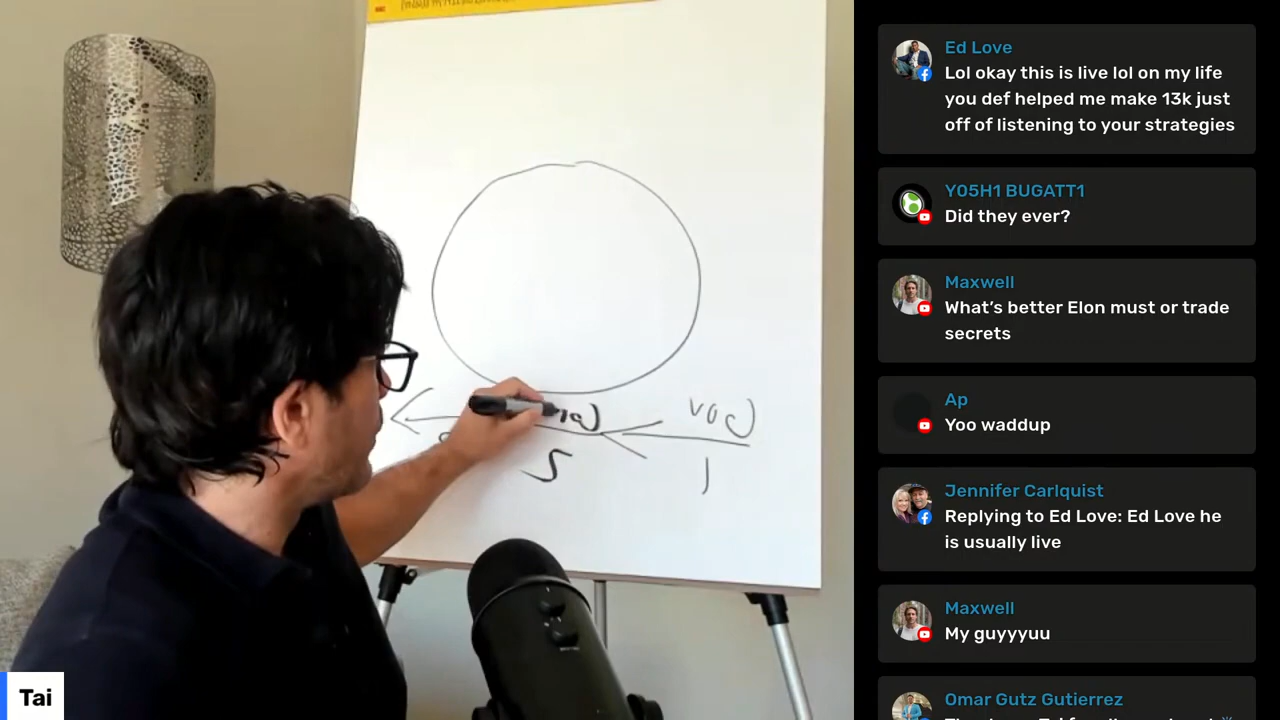 Ed Love
Lol okay this is live lol on my life
you def helped me make 13k just
off of listening to your strategies
Y05H1 BUGATT1
Did they ever?
Maxwell
What's better Elon must or trade
secrets
Ap
Yoo waddup
Jennifer Carlquist
Replying to Ed Love: Ed Love he
is usually live
Maxwell
My guyyyuu
Omar Gutz Gutierrez
Tai